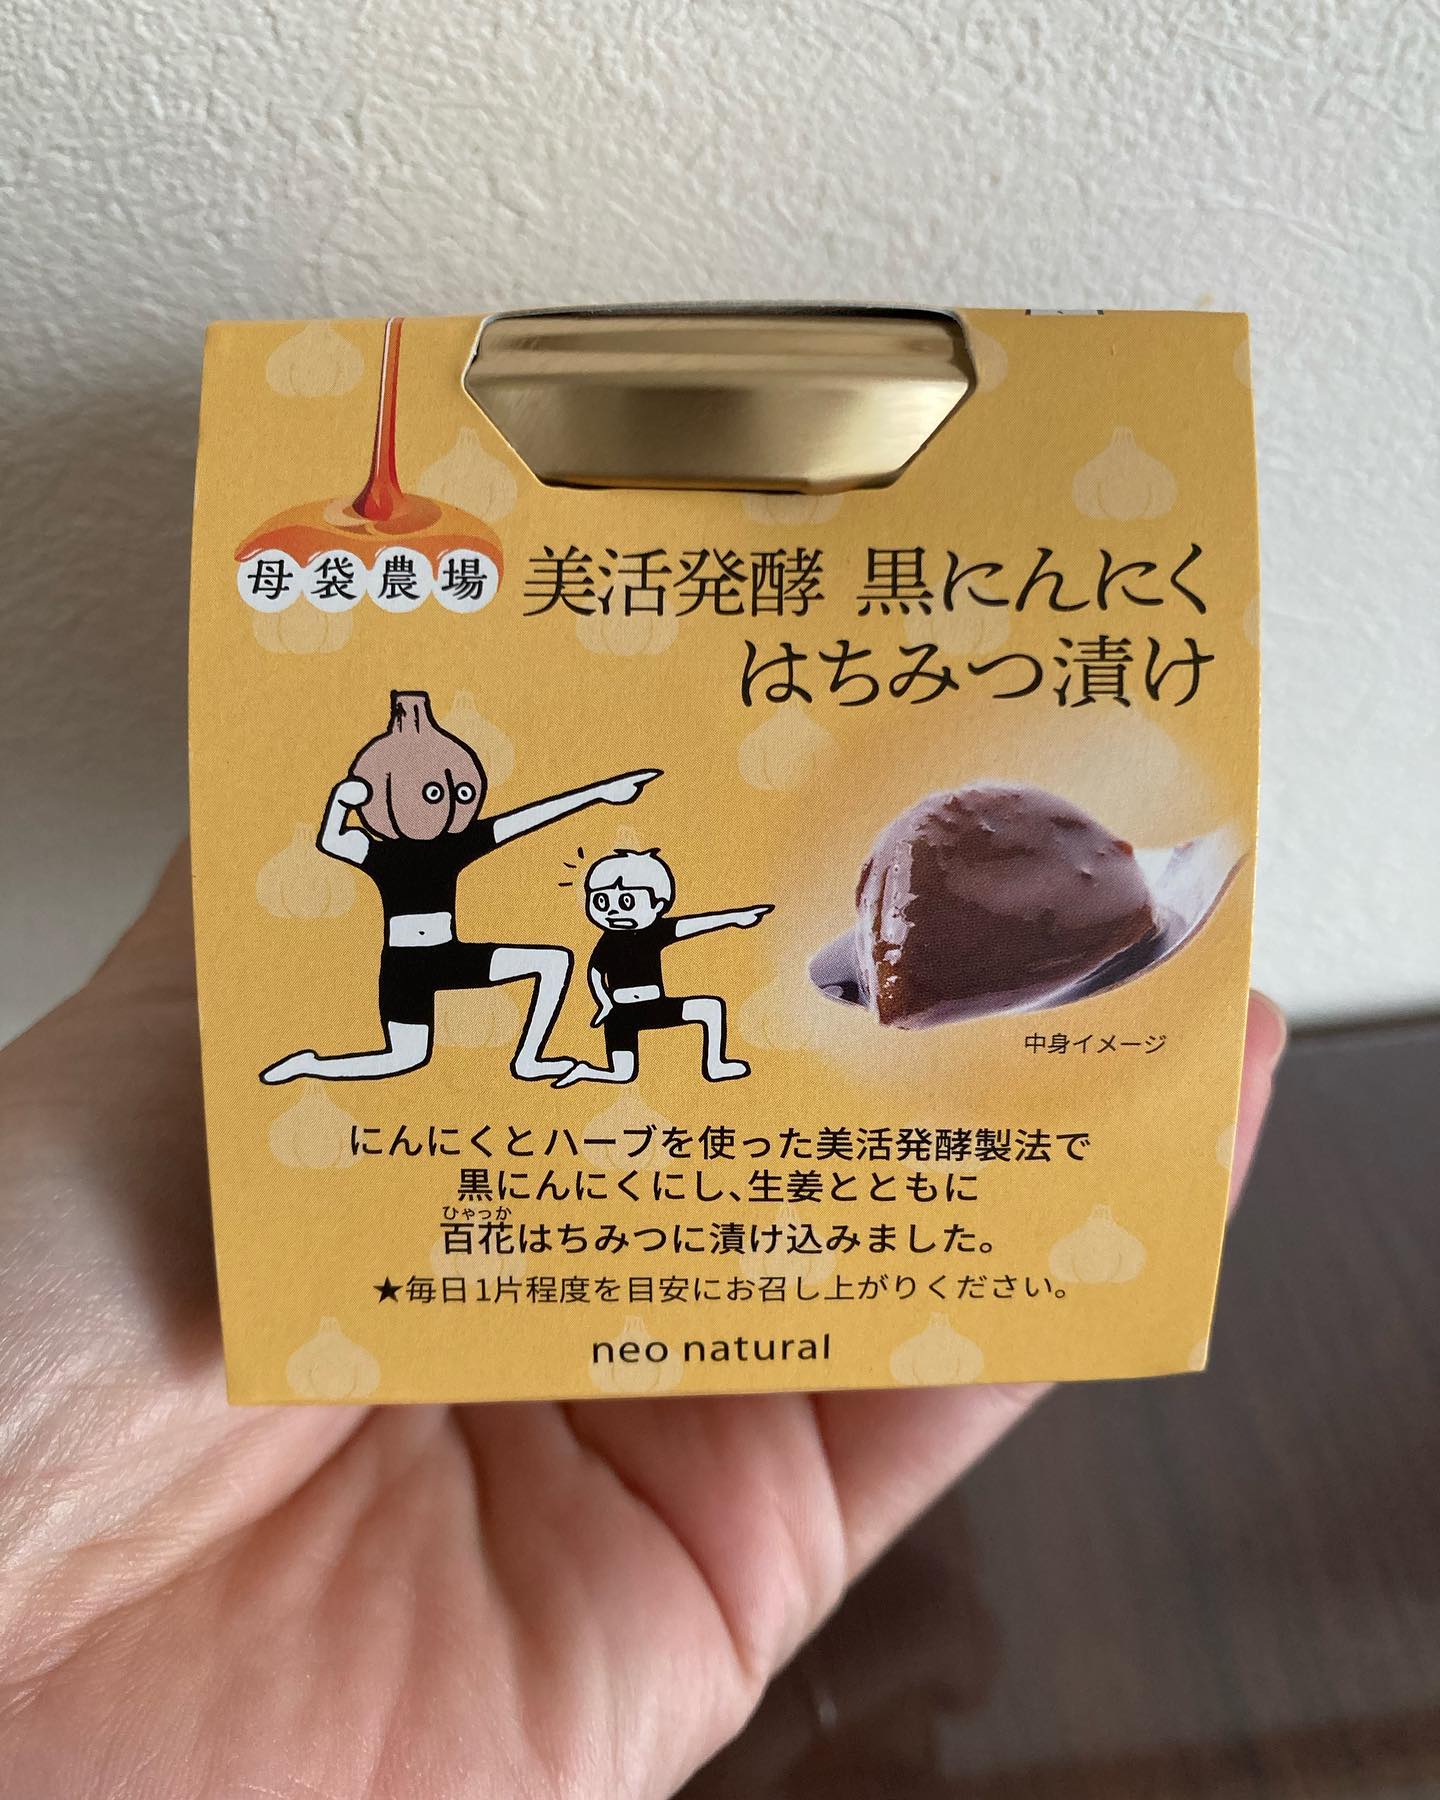 母袋農場
美活発酵 黒にんにく
はちみつ漬け
中身イメージ
にんにくとハーブを使った美活発酵製法で
黒にんにくにし、生姜とともに
ひゃっか
百花はちみつに漬け込みました。
★毎日1片程度を目安にお召し上がりください。
neo natural